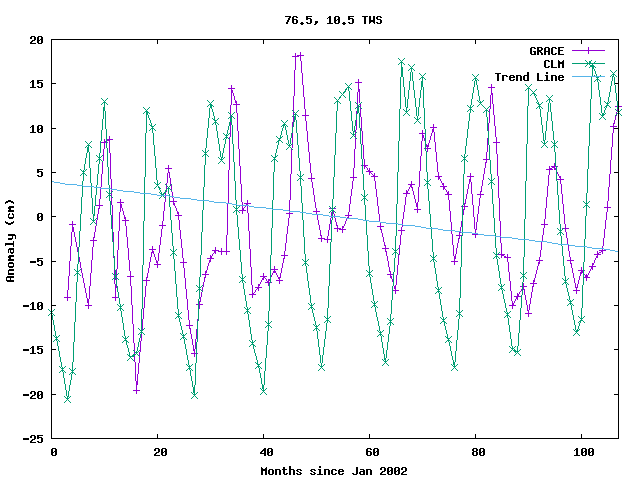 76.5, 10.5 TWS
GRACE
CLM
Trend Line
Anomaly (cm)
20
15
10
5
0
-5
-10
-15
-20
-25
0 20 40 60 80 100
Months since Jan 2002